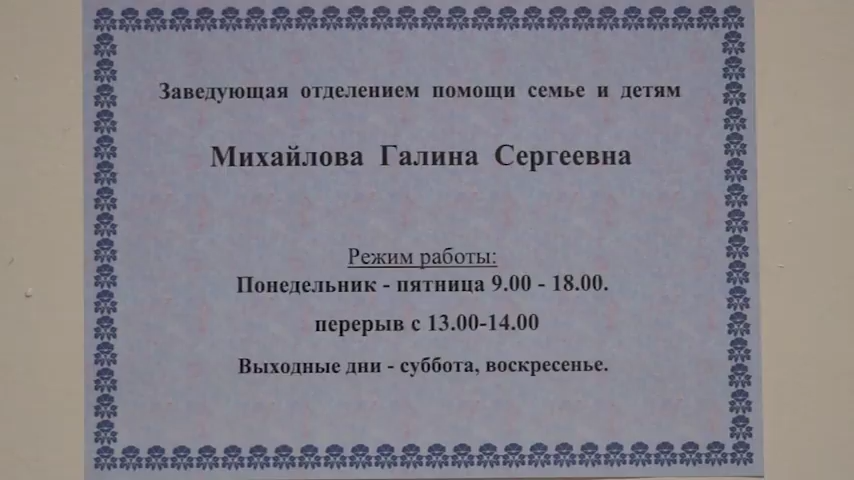 Заведующая отделением помощи семье и детям
Михайлова Галина Сергеевна
Режим работы:
Понедельник - пятница 9.00 - 18.00.
перерыв с 13.00-14.00
Выходные дни - суббота, воскресенье.